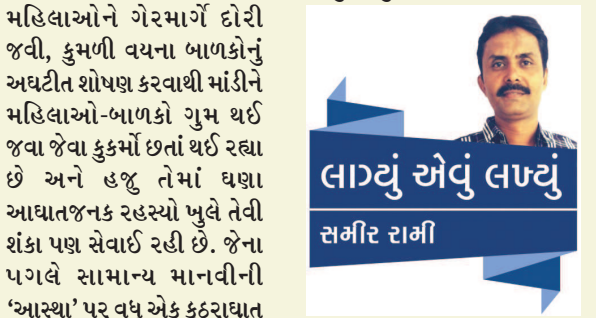 મહિલાઓને ગેરમાર્ગે દોરી
જવી, કુમળી વયના બાળકોનું
અઘટીત શોષણ કરવાથી માંડીને
મહિલાઓ-બાળકો ગુમ થઈ
જવા જેવા કુકર્મો છતાં થઈ રહ્યા
છે અને હજુ તેમાં ઘણા
આઘાતજનક રહસ્યો ખુલે તેવી
શંકા પણ સેવાઈ રહી છે. જેના
પગલે સામાન્ય માનવીની
‘આસ્થા’ પર વધુ એક કુઠરાઘાત
લાગ્યું એવું લખ્યું
સમીર રામી